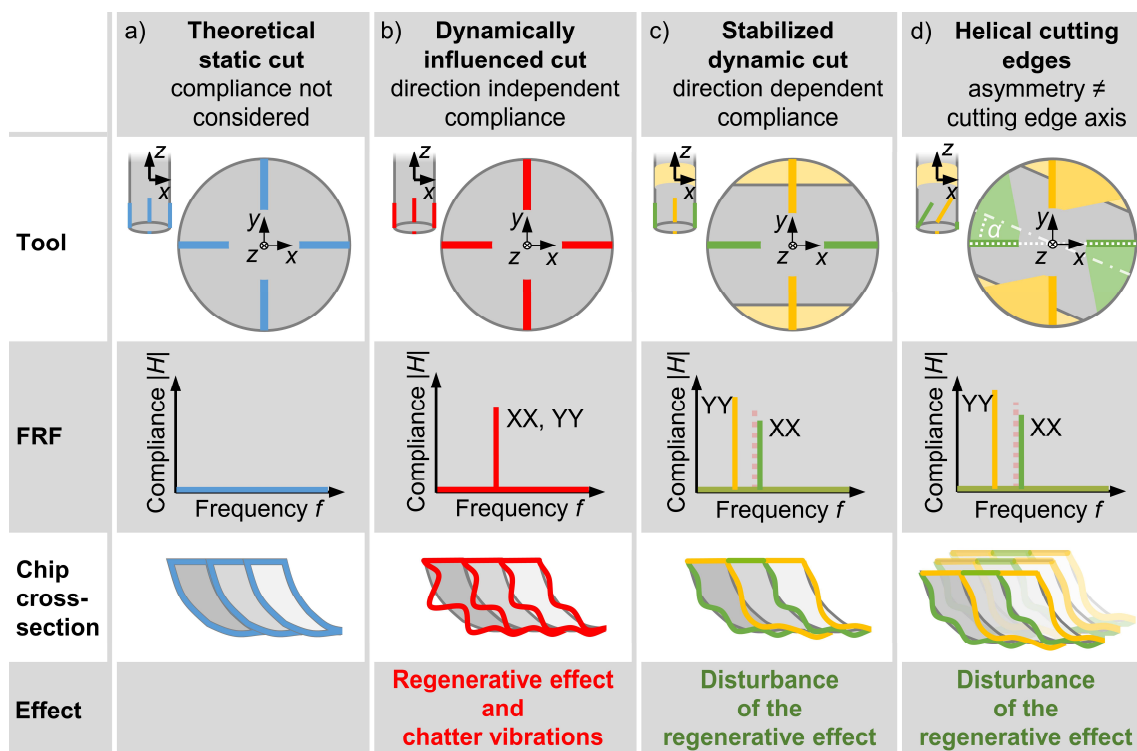 a) Theoretical
static cut
compliance not
considered
b) Dynamically
influenced cut
direction independent
compliance
c) Stabilized
dynamic cut
direction dependent
compliance
d) Helical cutting
edges
asymmetry ≠
cutting edge axis
Tool
z
x
y
z
x
z
x
y
z
x
z
x
y
z
x
z
x
α
y
z
x
FRF
Compliance |H|
Frequency f
Compliance |H|
XX, YY
Frequency f
Compliance |H|
YY
XX
Frequency f
Compliance |H|
YY
XX
Frequency f
Chip
cross-
section
Effect
Regenerative effect
and
chatter vibrations
Disturbance
of the
regenerative effect
Disturbance
of the
regenerative effect